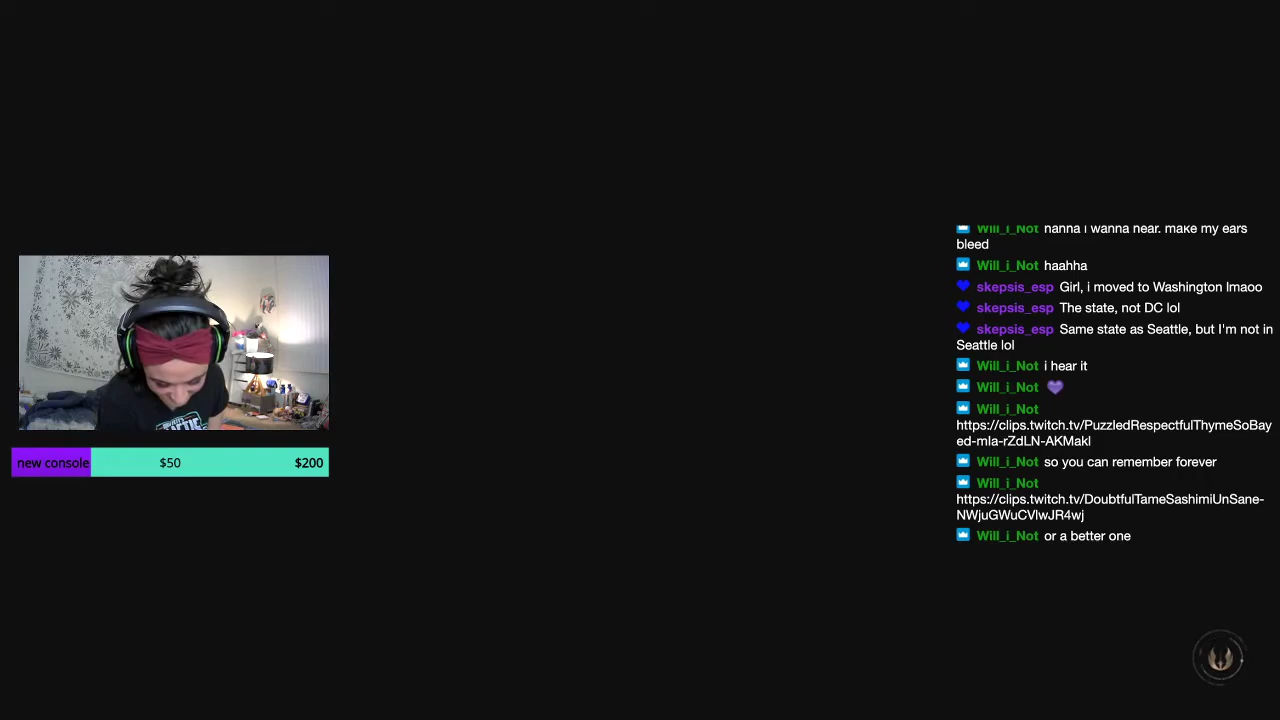 Will_i_Not nanna i wanna hear. make my ears
bleed
Will_i_Not haahha
skepsis_esp Girl, i moved to Washington lmaoo
skepsis_esp The state, not DC lol
skepsis_esp Same state as Seattle, but I'm not in
Seattle lol
Will_i_Not i hear it
Will_i_Not
Will_i_Not
https://clips.twitch.tv/PuzzledRespectfulThymeSoBay
ed-mla-rZdLN-AKMakl
Will_i_Not so you can remember forever
Will_i_Not
https://clips.twitch.tv/DoubtfulTameSashimiUnSane-
NWjuGWuCVlwJR4wj
Will_i_Not or a better one
new console $50 $200